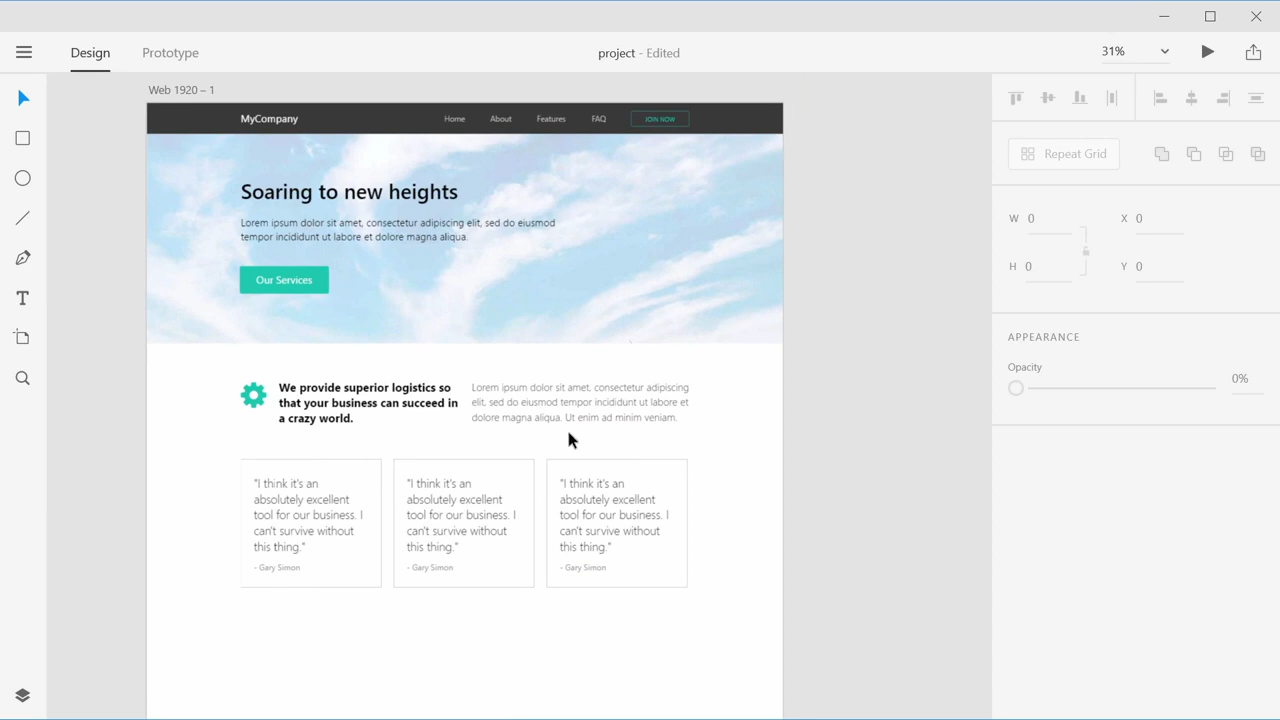 Design
Prototype
project - Edited
31%
Web 1920 – 1
MyCompany
Home
About
Features
FAQ
JOIN NOW
Soaring to new heights
Lorem ipsum dolor sit amet, consectetur adipiscing elit, sed do eiusmod
tempor incididunt ut labore et dolore magna aliqua.
Our Services
We provide superior logistics so
that your business can succeed in
a crazy world.
Lorem ipsum dolor sit amet, consectetur adipiscing
elit, sed do eiusmod tempor incididunt ut labore et
dolore magna aliqua. Ut enim ad minim veniam.
"I think it's an
absolutely excellent
tool for our business. I
can't survive without
this thing."
- Gary Simon
"I think it's an
absolutely excellent
tool for our business. I
can't survive without
this thing."
- Gary Simon
"I think it's an
absolutely excellent
tool for our business. I
can't survive without
this thing."
- Gary Simon
Repeat Grid
W 0
X 0
H 0
Y 0
APPEARANCE
Opacity
0%